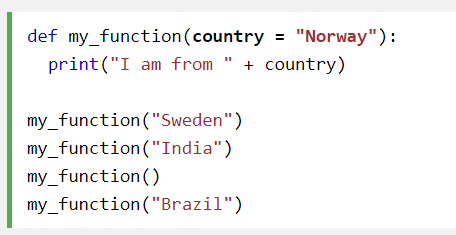 def my_function(country = "Norway"):
  print("I am from " + country)

my_function("Sweden")
my_function("India")
my_function()
my_function("Brazil")